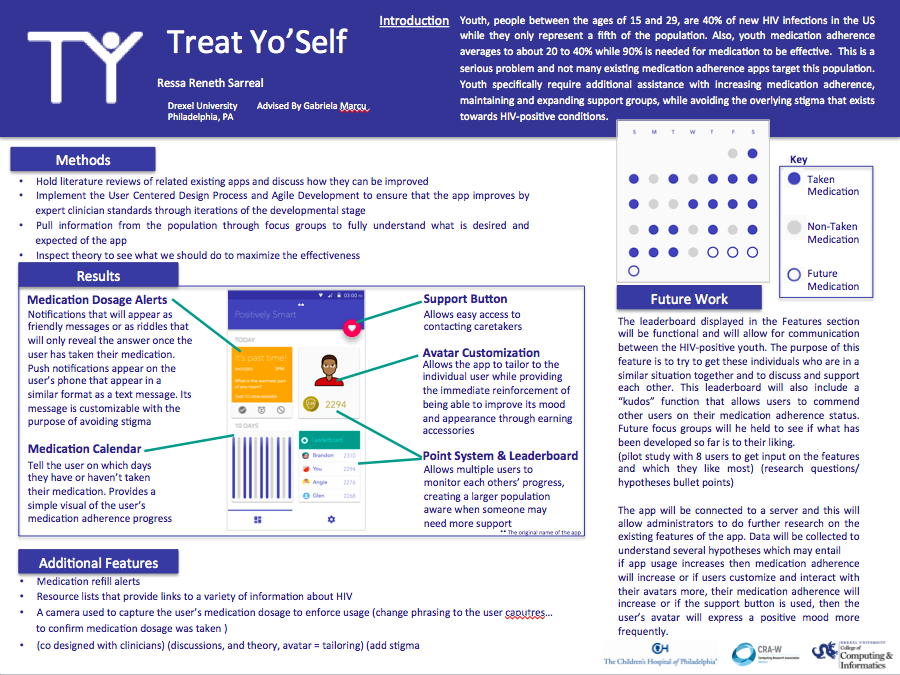 TY
Treat Yo’Self
Ressa Reneth Sarreal
Drexel University Advised By Gabriela Marcu,
Philadelphia, PA
Introduction
Youth, people between the ages of 15 and 29, are 40% of new HIV infections in the US
while they only represent a fifth of the population. Also, youth medication adherence
averages to about 20 to 40% while 90% is needed for medication to be effective. This is a
serious problem and not many existing medication adherence apps target this population.
Youth specifically require additional assistance with increasing medication adherence,
maintaining and expanding support groups, while avoiding the overlying stigma that exists
towards HIV-positive conditions.
Methods
• Hold literature reviews of related existing apps and discuss how they can be improved
• Implement the User Centered Design Process and Agile Development to ensure that the app improves by
expert clinician standards through iterations of the developmental stage
• Pull information from the population through focus groups to fully understand what is desired and
expected of the app
• Inspect theory to see what we should do to maximize the effectiveness
Results
Medication Dosage Alerts
Notifications that will appear as
friendly messages or as riddles that
will only reveal the answer once the
user has taken their medication.
Push notifications appear on the
user’s phone that appear in a
similar format as a text message. Its
message is customizable with the
purpose of avoiding stigma
Medication Calendar
Tell the user on which days
they have or haven’t taken
their medication. Provides a
simple visual of the user’s
medication adherence progress
03:00
**
Positively Smart
TODAY
It's past time!
What is the warmest part
of any room?
2294
10 DAYS
Leaderboard
Brandon 2310
You 2294
Angie 2276
Glen 2268
Support Button
Allows easy access to
contacting caretakers
Avatar Customization
Allows the app to tailor to the
individual user while providing
the immediate reinforcement of
being able to improve its mood
and appearance through earning
accessories
Point System & Leaderboard
Allows multiple users to
monitor each others’ progress,
creating a larger population
aware when someone may
need more support
** The original name of the app
Additional Features
• Medication refill alerts
• Resource lists that provide links to a variety of information about HIV
• A camera used to capture the user’s medication dosage to enforce usage (change phrasing to the user caputres…
to confirm medication dosage was taken )
• (co designed with clinicians) (discussions, and theory, avatar = tailoring) (add stigma
S M T W T F S
Key
Taken
Medication
Non-Taken
Medication
Future
Medication
Future Work
The leaderboard displayed in the Features section
will be functional and will allow for communication
between the HIV-positive youth. The purpose of this
feature is to try to get these individuals who are in a
similar situation together and to discuss and support
each other. This leaderboard will also include a
“kudos” function that allows users to commend
other users on their medication adherence status.
Future focus groups will he held to see if what has
been developed so far is to their liking.
(pilot study with 8 users to get input on the features
and which they like most) (research questions/
hypotheses bullet points)
The app will be connected to a server and this will
allow administrators to do further research on the
existing features of the app. Data will be collected to
understand several hypotheses which may entail
if app usage increases then medication adherence
will increase or if users customize and interact with
their avatars more, their medication adherence will
increase or if the support button is used, then the
user’s avatar will express a positive mood more
frequently.
The Children's Hospital of Philadelphia
CRA-W
Computing Research Association
Women
DREXEL UNIVERSITY
College of
Computing &
Informatics